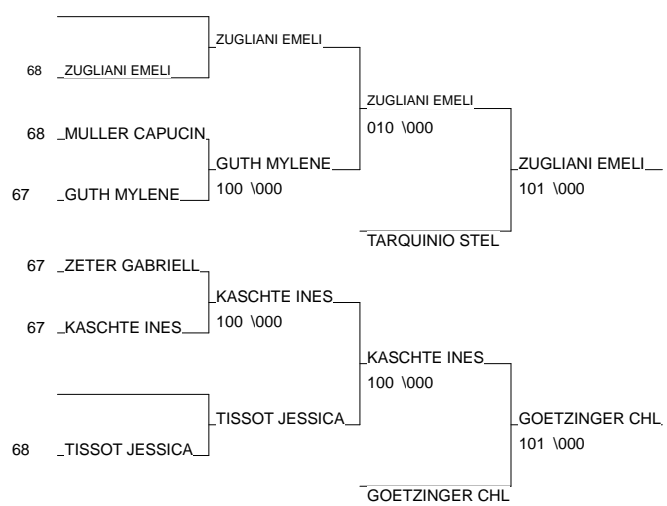 ZUGLIANI EMELI
68 ZUGLIANI EMELI
ZUGLIANI EMELI
010 \000
68 MULLER CAPUCIN
GUTH MYLENE
100 \000
ZUGLIANI EMELI
101 \000
67 GUTH MYLENE
TARQUINIO STEL
67 ZETER GABRIELL
KASCHTE INES
100 \000
67 KASCHTE INES
KASCHTE INES
100 \000
TISSOT JESSICA
GOETZINGER CHL
101 \000
68 TISSOT JESSICA
GOETZINGER CHL